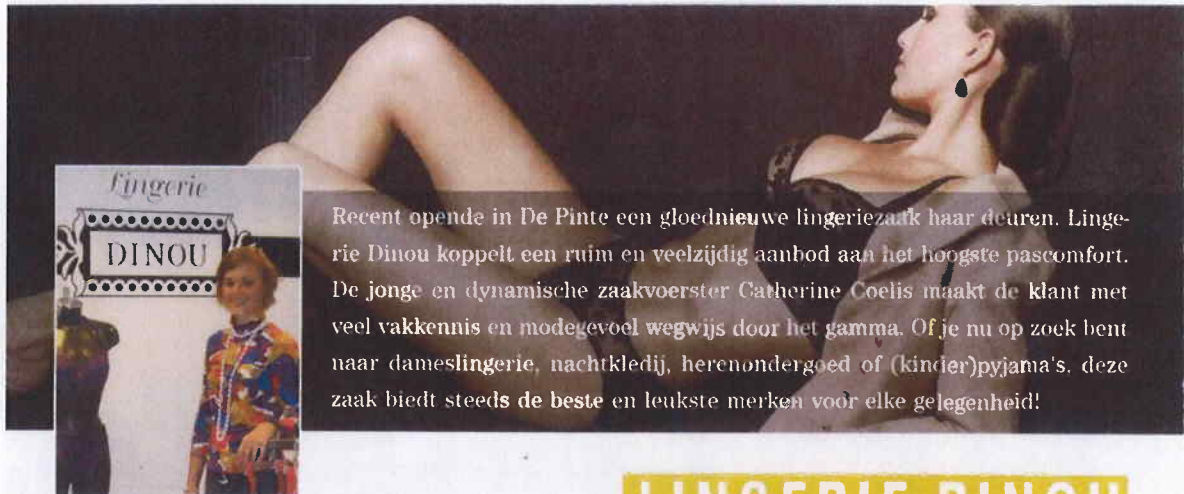 Lingerie
DINOU
Recent opende in De Pinte een gloednieuwe lingeriezaak haar deuren. Linge-
rie Dinou koppelt een ruim en veelzijdig aanbod aan het hoogste pascomfort.
De jonge en dynamische zaakvoerster Catherine Coelis maakt de klant met
veel vakkennis en modegevoel wegwijs door het gamma. Of je nu op zoek bent
naar dameslingerie, nachtkledij, herenondergoed of (kinder)pyjama's, deze
zaak biedt steeds de beste en leukste merken voor elke gelegenheid!
LINGERIE DINOU